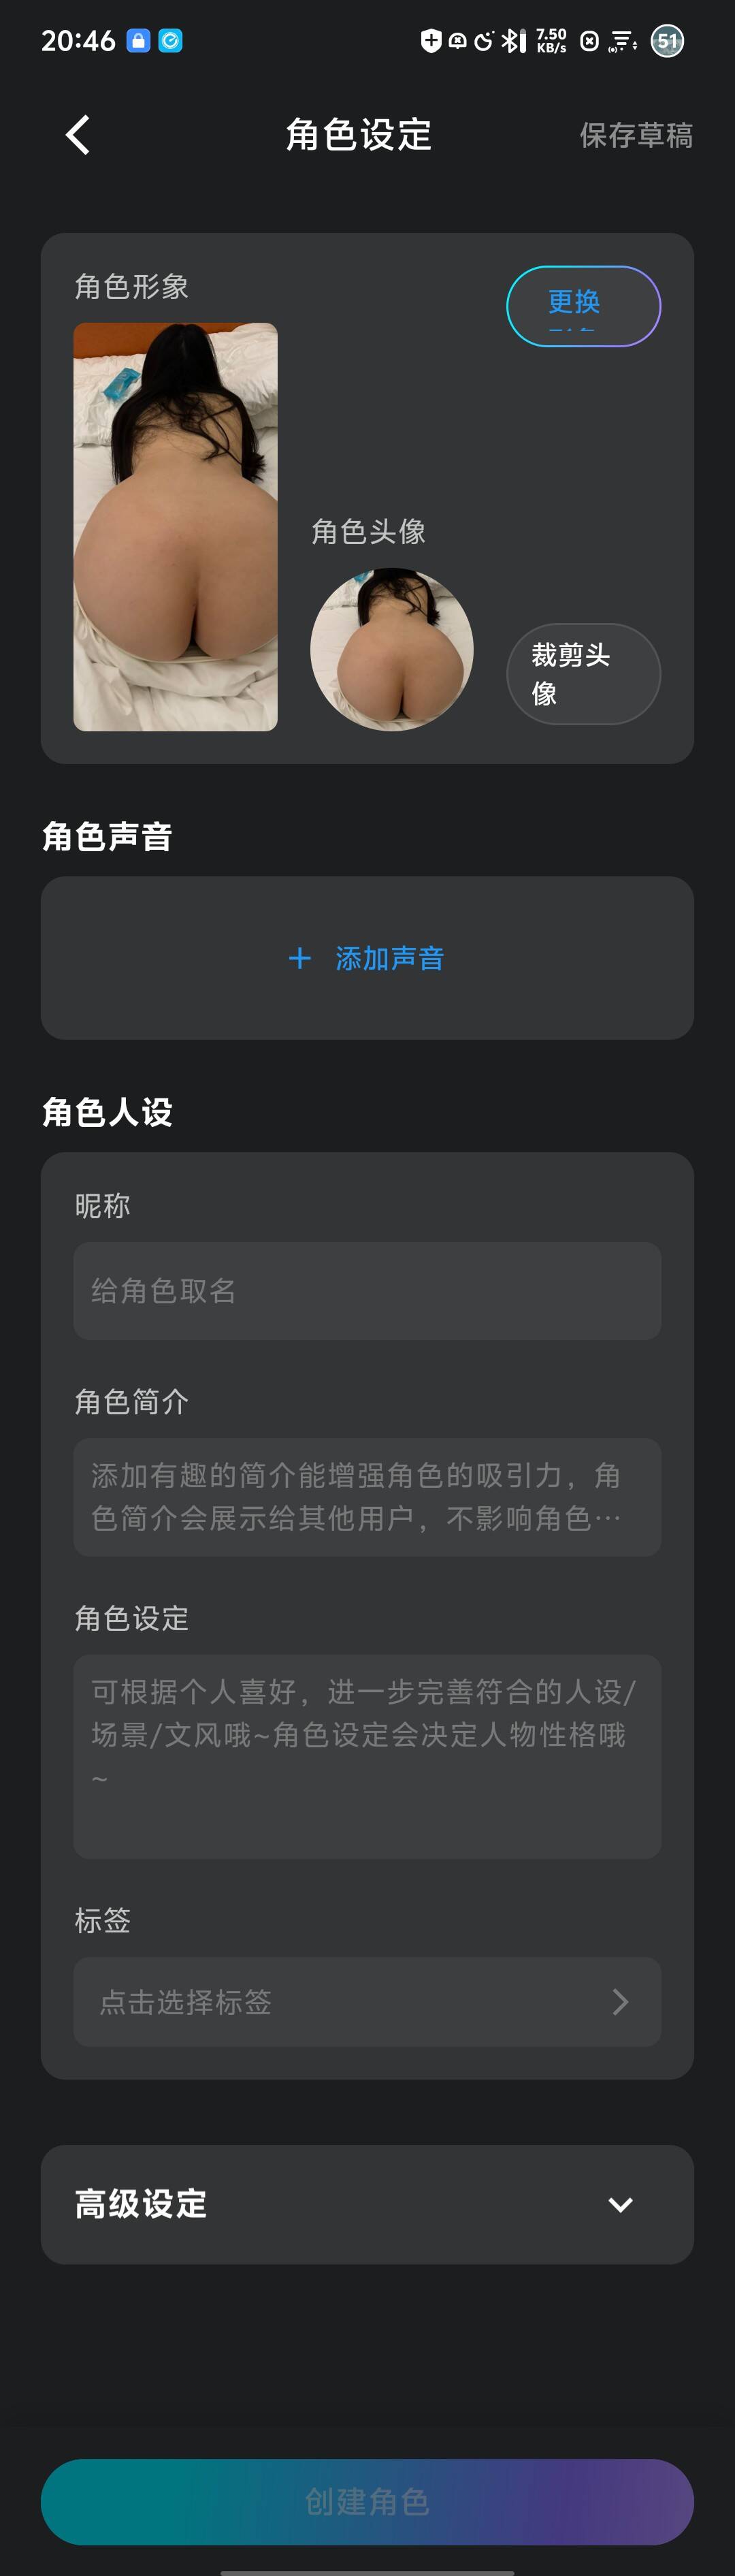 20:46
7.50
KB/s
51
角色设定
保存草稿
角色形象
更换
角色头像
裁剪头
像
角色声音
+ 添加声音
角色人设
昵称
给角色取名
角色简介
添加有趣的简介能增强角色的吸引力，角
色简介会展示给其他用户，不影响角色…
角色设定
可根据个人喜好，进一步完善符合的人设/
场景/文风哦~角色设定会决定人物性格哦
~
标签
点击选择标签
高级设定
创建角色